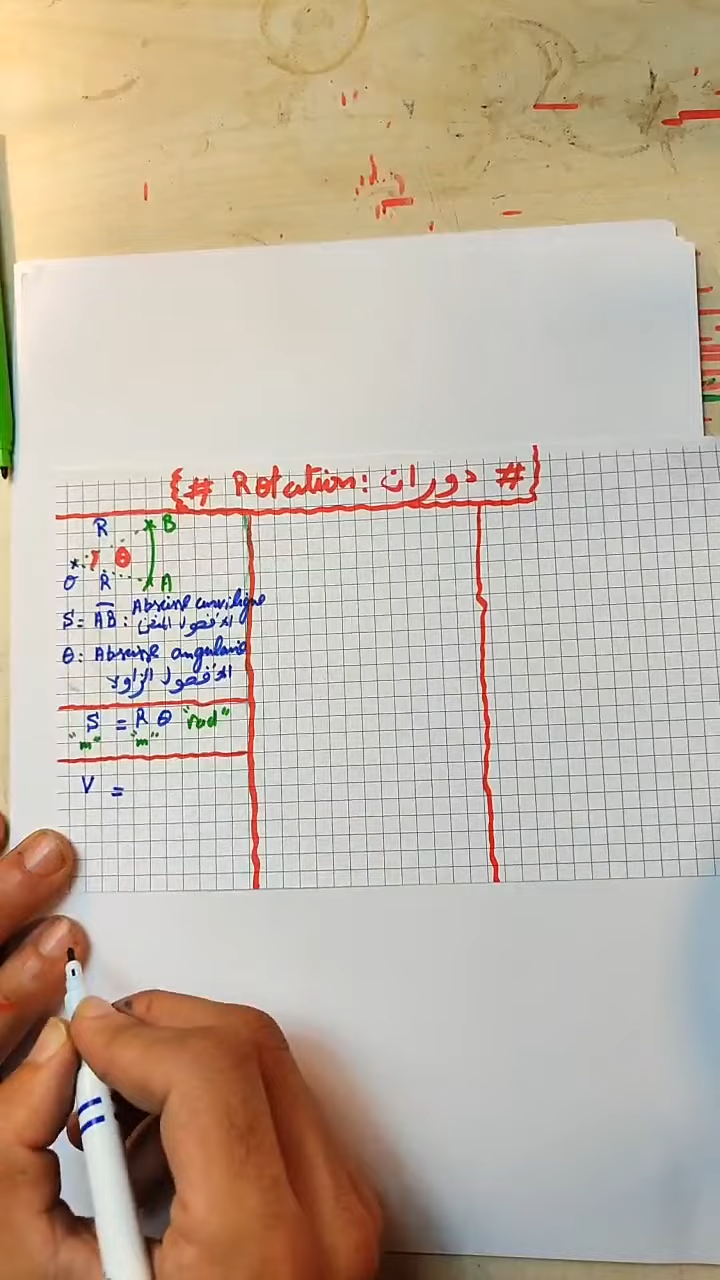 {# Rotation: دوران #}
R B
θ
O R A
S = AB : Abscisse curviligne
الأفصول المنحني
θ : Abscisse angulaire
الأفصول الزاوي
S = R θ "rad"
"m" "m"
V =